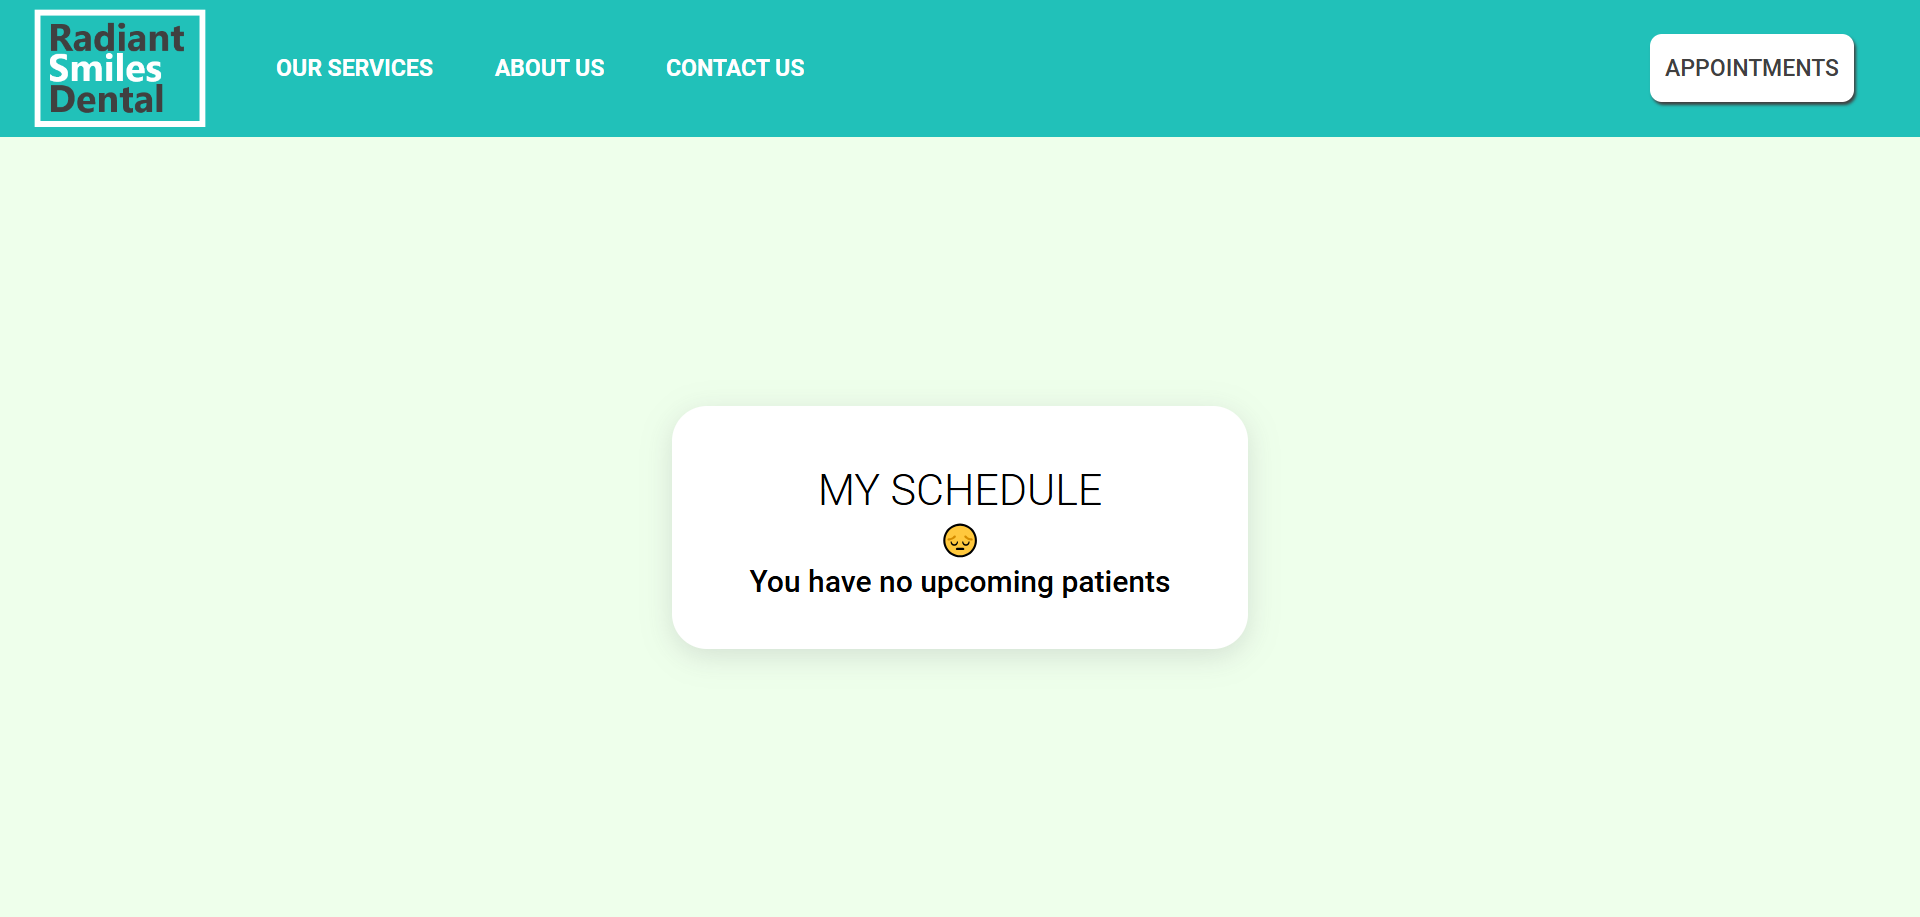 Radiant
Smiles
Dental
OUR SERVICES
ABOUT US
CONTACT US
APPOINTMENTS
MY SCHEDULE
You have no upcoming patients